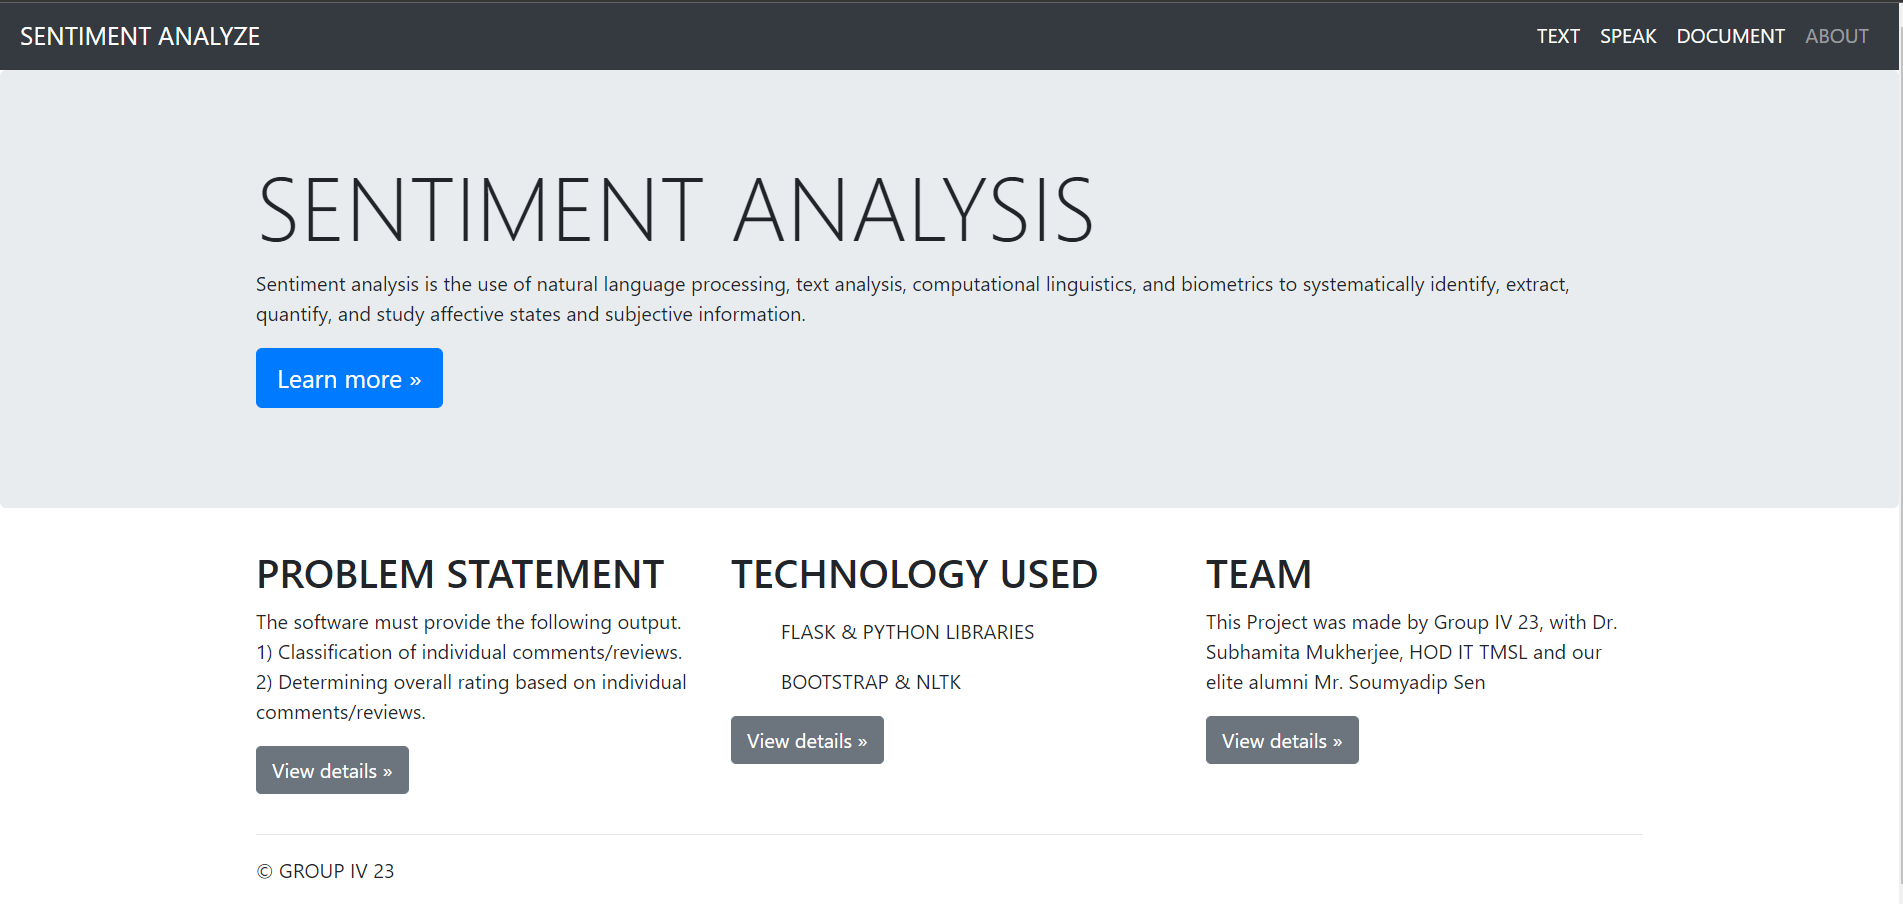 SENTIMENT ANALYZE
TEXT SPEAK DOCUMENT ABOUT
SENTIMENT ANALYSIS
Sentiment analysis is the use of natural language processing, text analysis, computational linguistics, and biometrics to systematically identify, extract,
quantify, and study affective states and subjective information.
Learn more »
PROBLEM STATEMENT
The software must provide the following output.
1) Classification of individual comments/reviews.
2) Determining overall rating based on individual
comments/reviews.
View details »
TECHNOLOGY USED
FLASK & PYTHON LIBRARIES
BOOTSTRAP & NLTK
View details »
TEAM
This Project was made by Group IV 23, with Dr.
Subhamita Mukherjee, HOD IT TMSL and our
elite alumni Mr. Soumyadip Sen
View details »
© GROUP IV 23